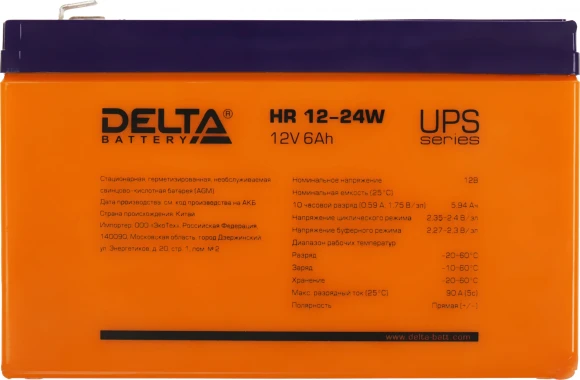 DELTA®
BATTERY
HR 12-24W
12V 6Ah
UPS
series
Стационарная, герметизированная, необслуживаемая
свинцово-кислотная батарея (AGM)
Дата производства: см. код производства на АКБ
Страна происхождения: Китай
Импортер: ООО «ЭкоТек», Российская Федерация,
140090, Московская область, город Дзержинский,
ул. Энергетиков, д. 20, стр. 1, пом. №2
Номинальное напряжение 12В
Номинальная емкость (25°С)
10 часовой разряд (0.59 А; 1.75 В/эл) 5.94 Ач
Напряжение циклического режима 2.35-2.4 В/эл
Напряжение буферного режима 2.27-2.3 В/эл
Диапазон рабочих температур
Разряд -20~60°С
Заряд -10~60°С
Хранение -20~60°С
Макс. разрядный ток (25°С) 90 А (5с)
Полярность Прямая (+/-)
www.delta-batt.com